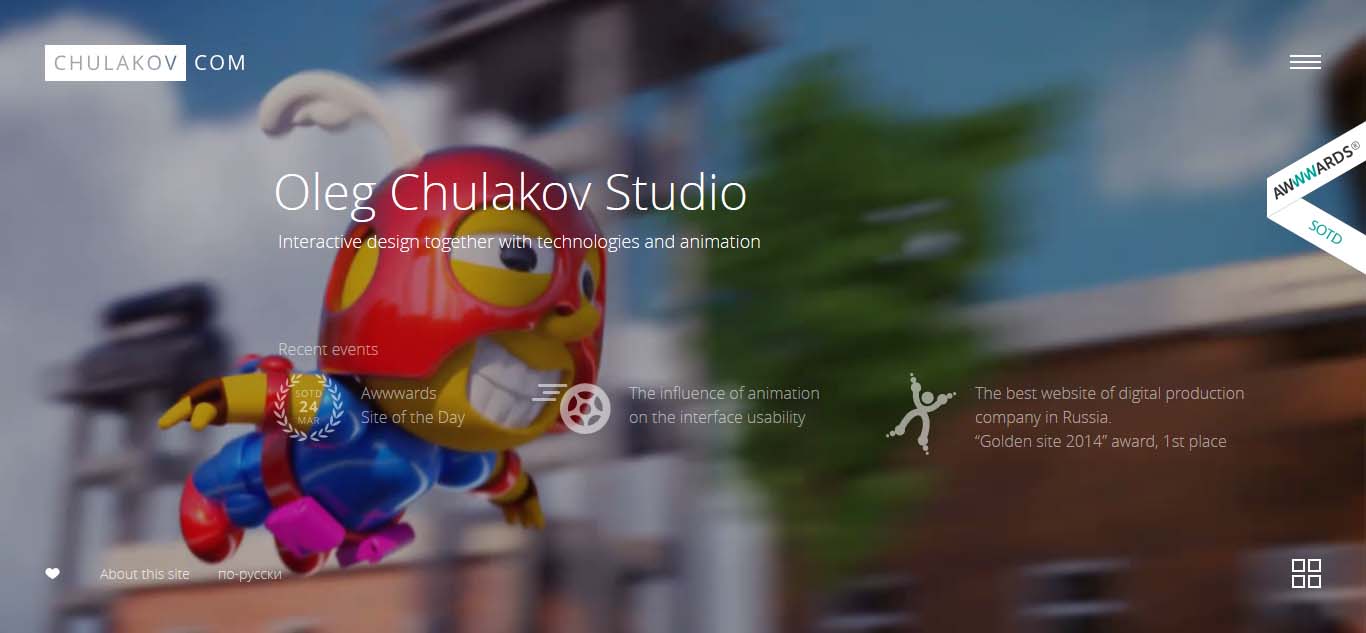 CHULAKOV COM
AWWWARDS®
SOTD
Oleg Chulakov Studio
Interactive design together with technologies and animation
Recent events
SOTD
24
MAR
Awwwards
Site of the Day
The influence of animation
on the interface usability
The best website of digital production
company in Russia.
“Golden site 2014” award, 1st place
About this site
по-русски